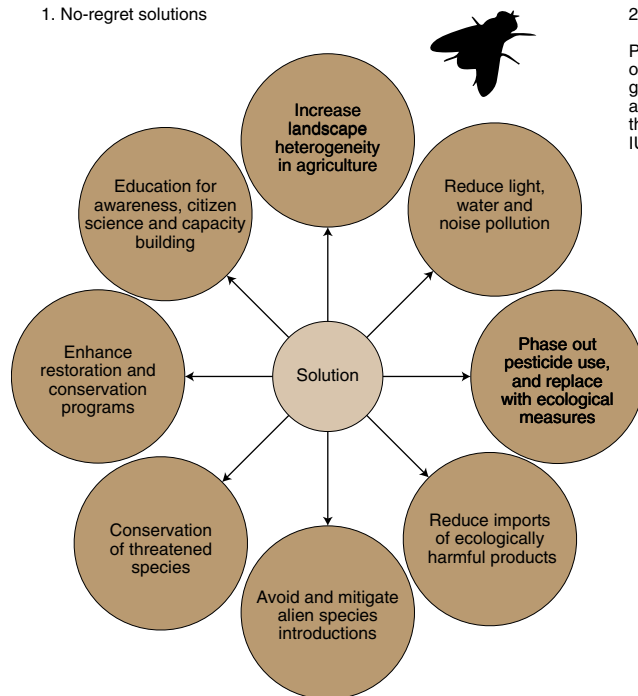 1. No-regret solutions
Increase
landscape
heterogeneity
in agriculture
Reduce light,
water and
noise pollution
Phase out
pesticide use,
and replace
with ecological
measures
Reduce imports
of ecologically
harmful products
Avoid and mitigate
alien species
introductions
Conservation
of threatened
species
Enhance
restoration and
conservation
programs
Education for
awareness, citizen
science and capacity
building
Solution
2